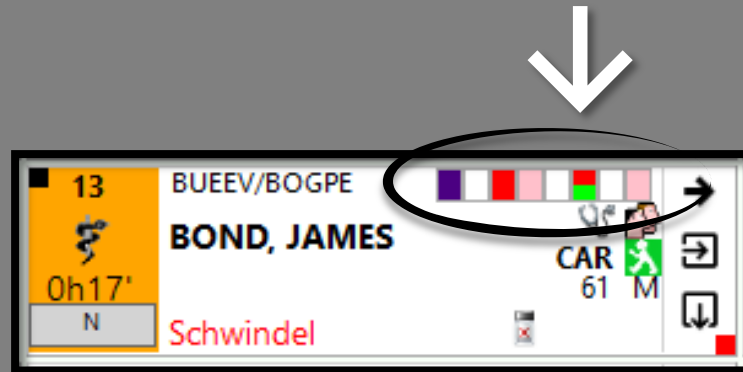 13
BUEEV/BOGPE
BOND, JAMES
CAR
0h17'
61 M
N
Schwindel